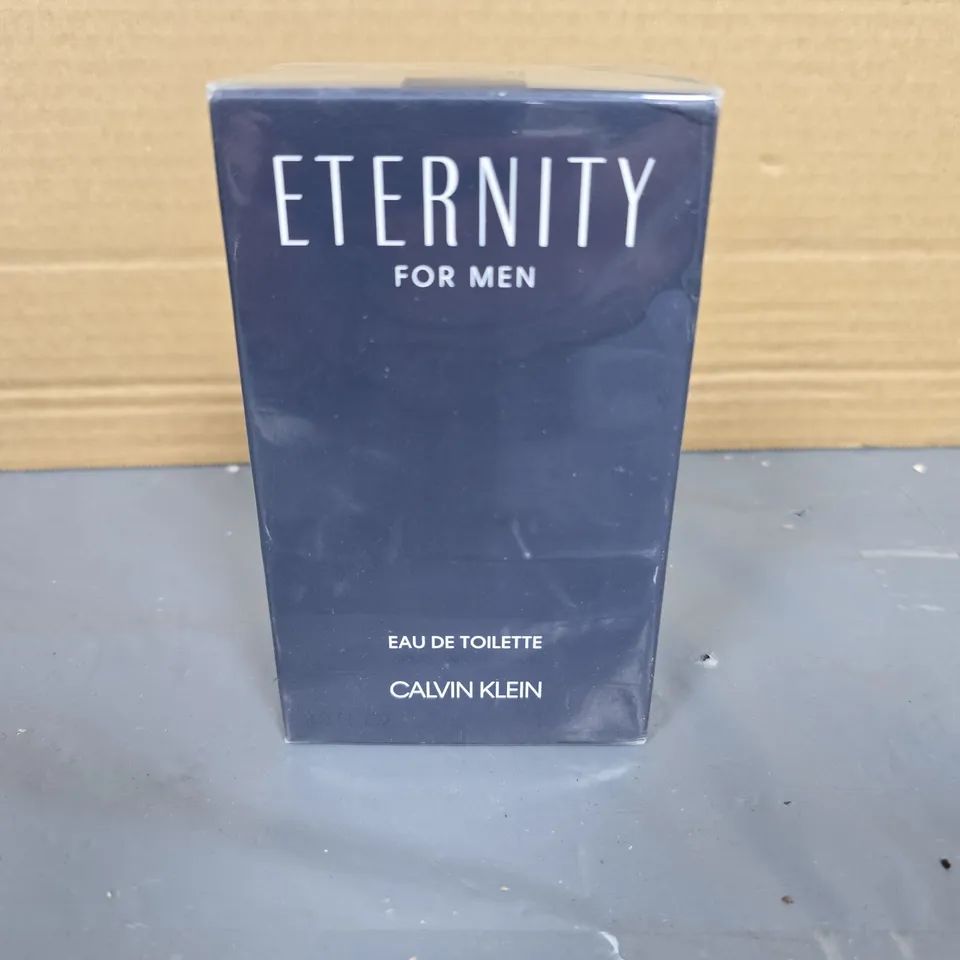 ETERNITY
FOR MEN
EAU DE TOILETTE
CALVIN KLEIN